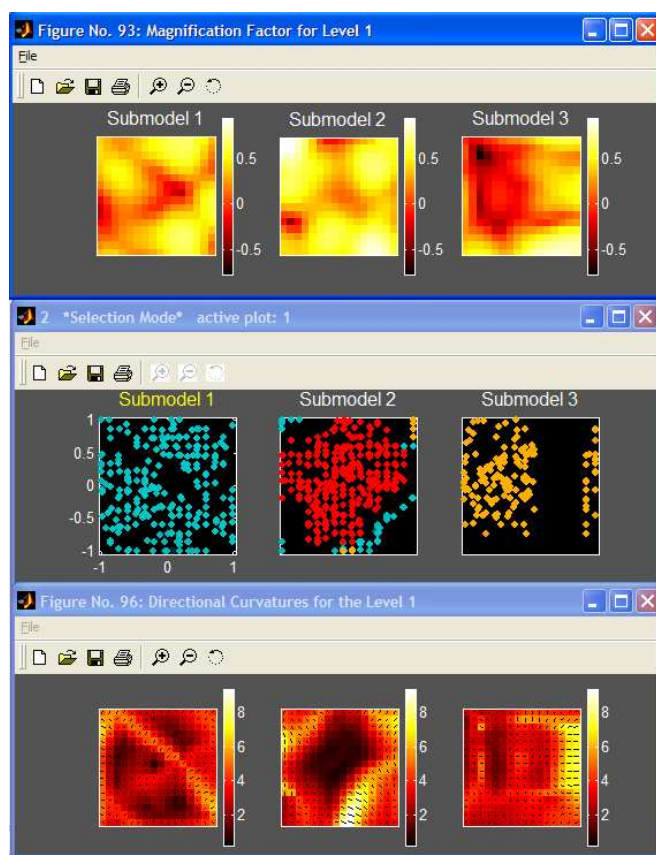 Figure No. 93: Magnification Factor for Level 1
File
Submodel 1 Submodel 2 Submodel 3
0.5 0.5 0.5
0 0 0
-0.5 -0.5 -0.5
2 *Selection Mode* active plot: 1
File
Submodel 1 Submodel 2 Submodel 3
1
0.5
0
-0.5
-1
-1 0 1
Figure No. 96: Directional Curvatures for the Level 1
File
8 8 8
6 6 6
4 4 4
2 2 2